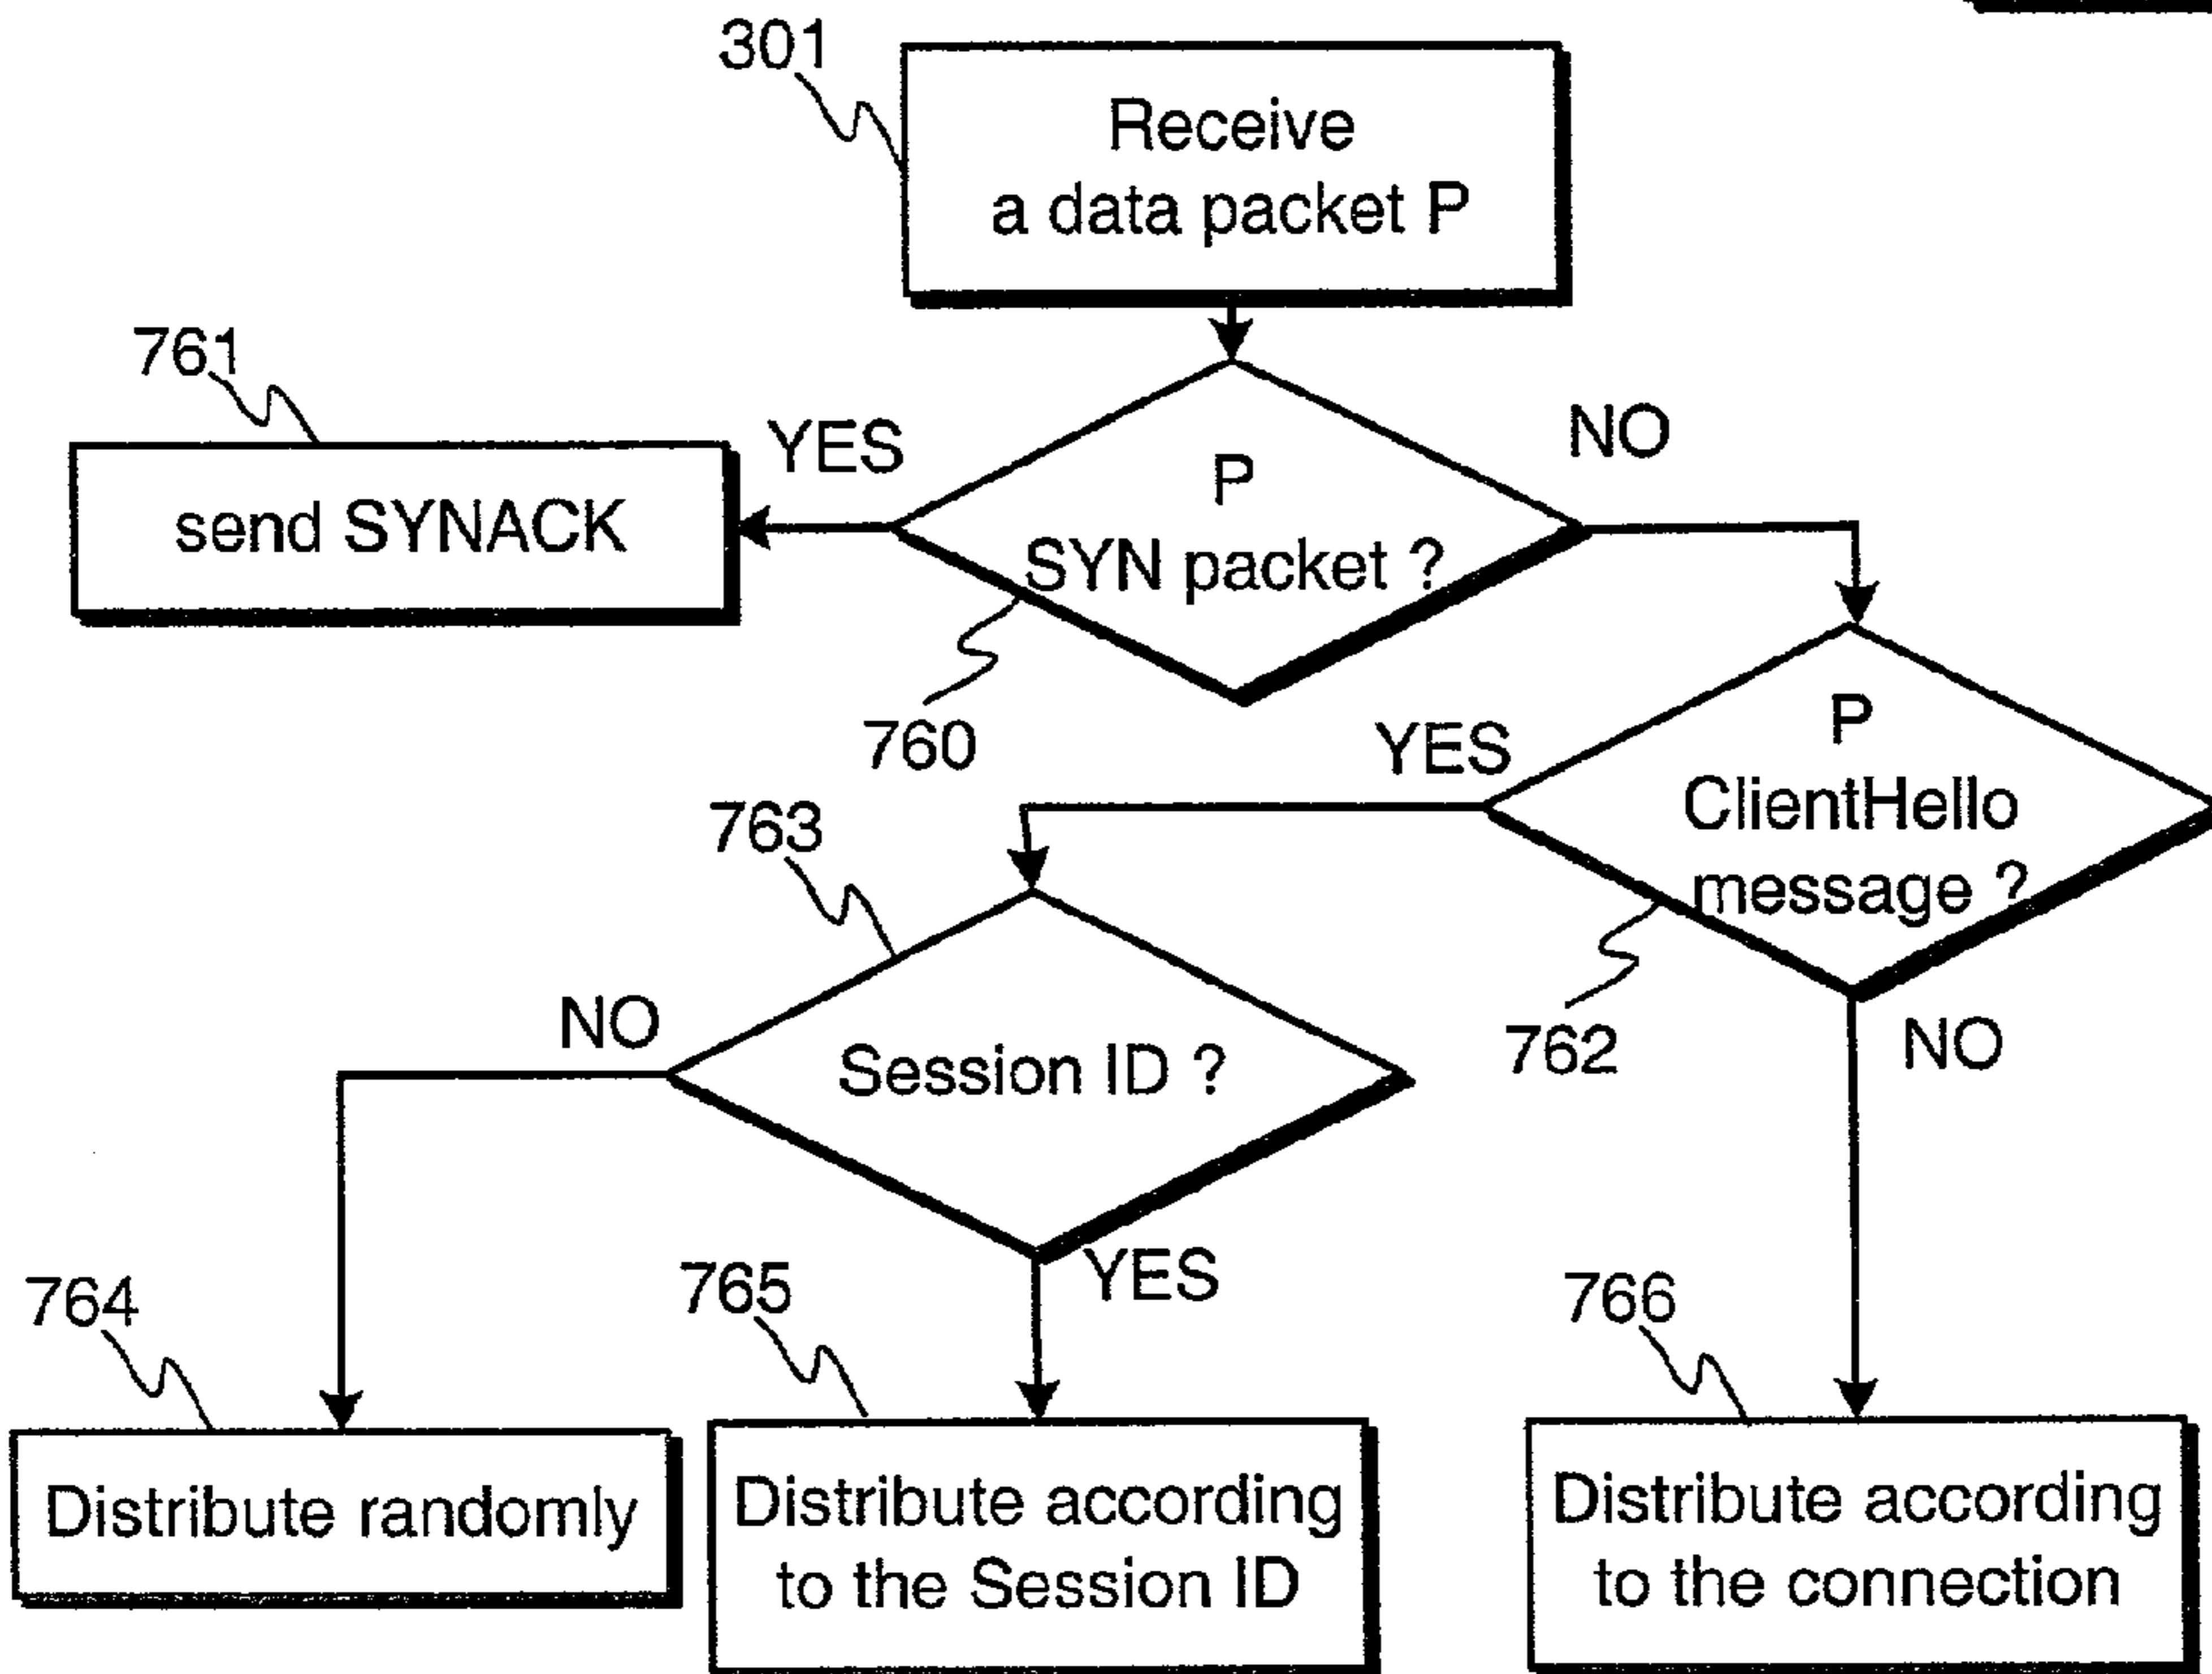 301
Receive
a data packet P
761
YES
NO
send SYNACK
P
SYN packet ?
760
YES
P
ClientHello
message ?
763
762
NO
NO
Session ID ?
YES
764
765
766
Distribute randomly
Distribute according
to the Session ID
Distribute according
to the connection